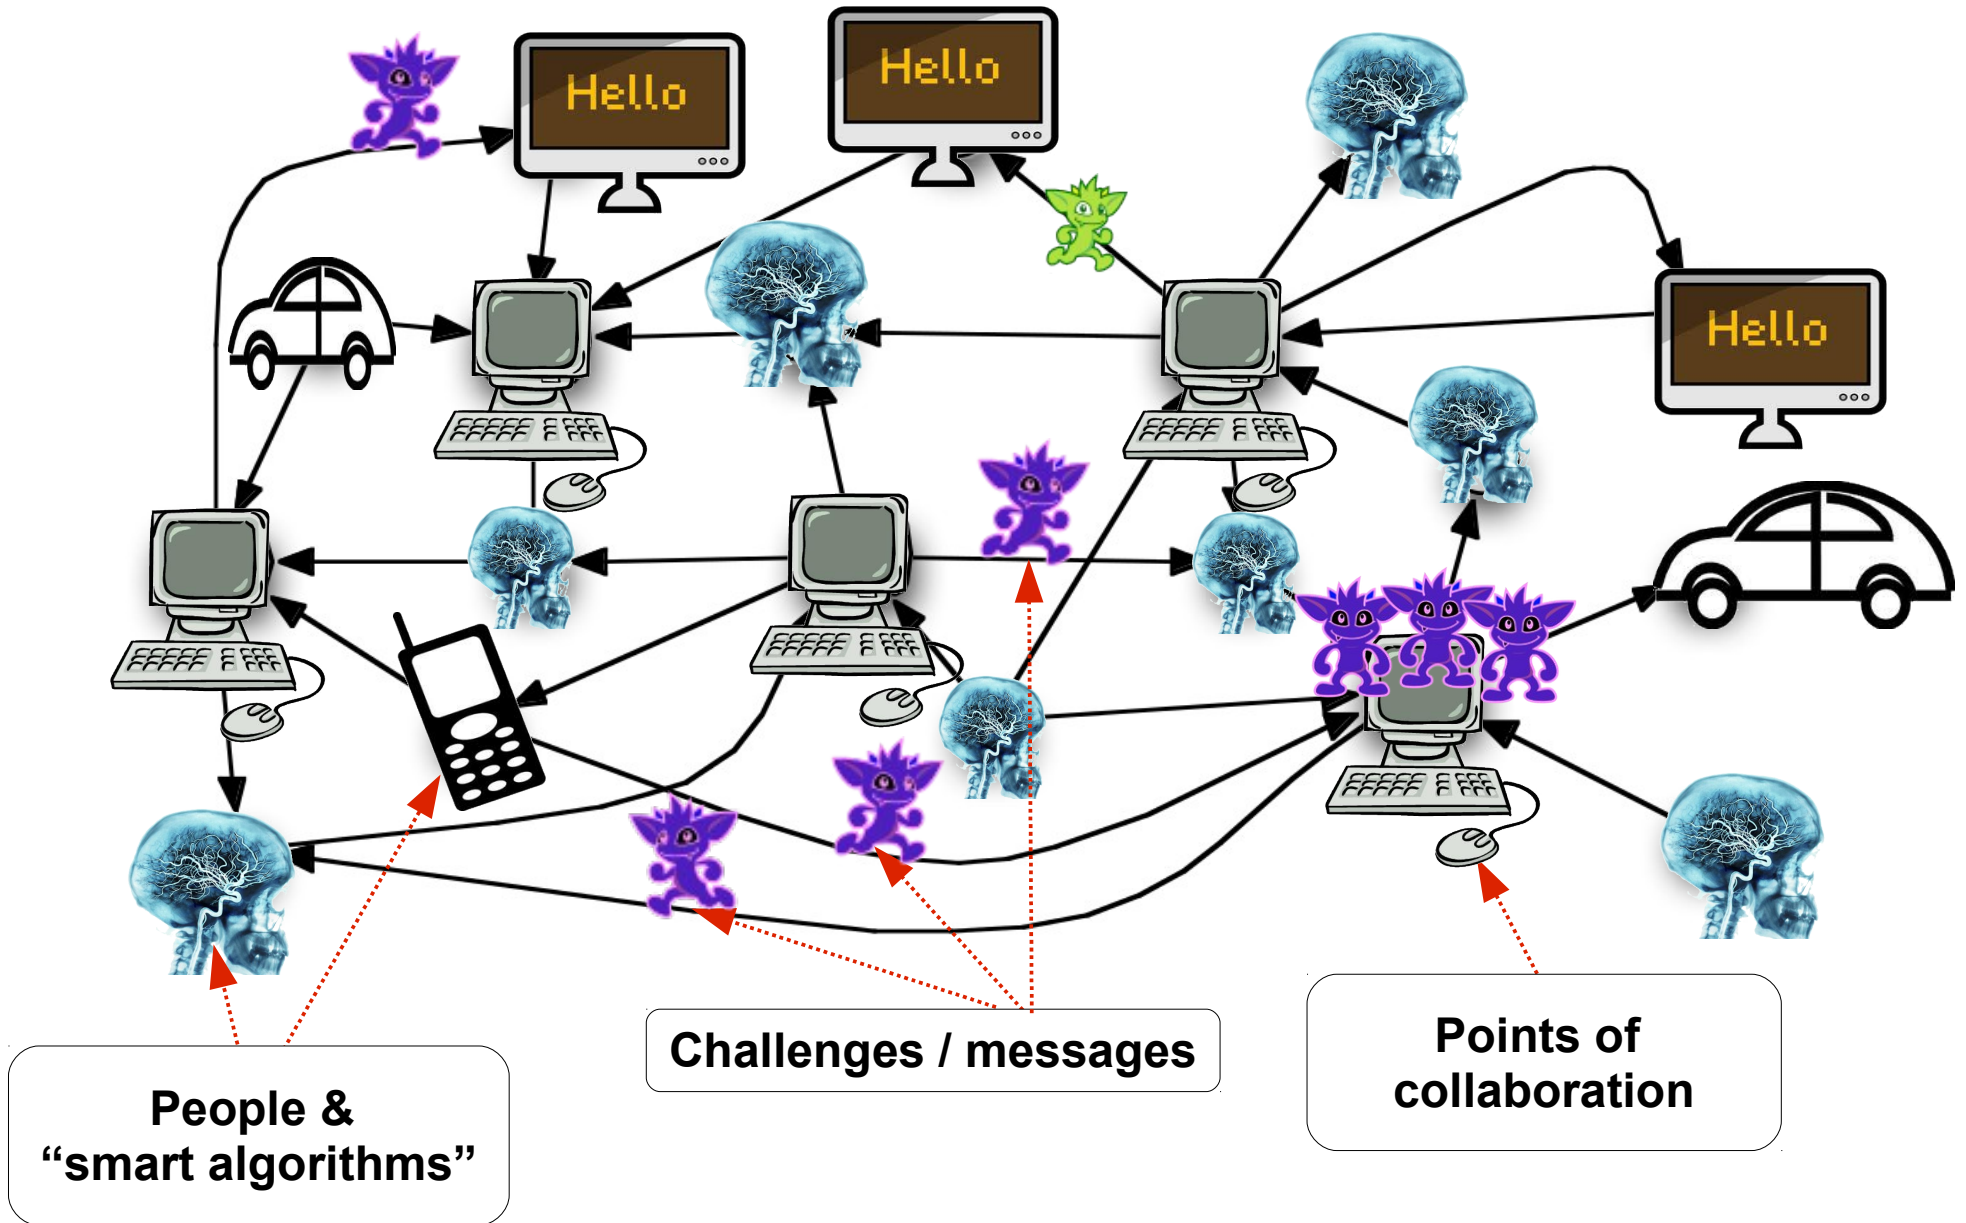 Hello
Hello
Hello
Challenges / messages
Points of
collaboration
People &
“smart algorithms”